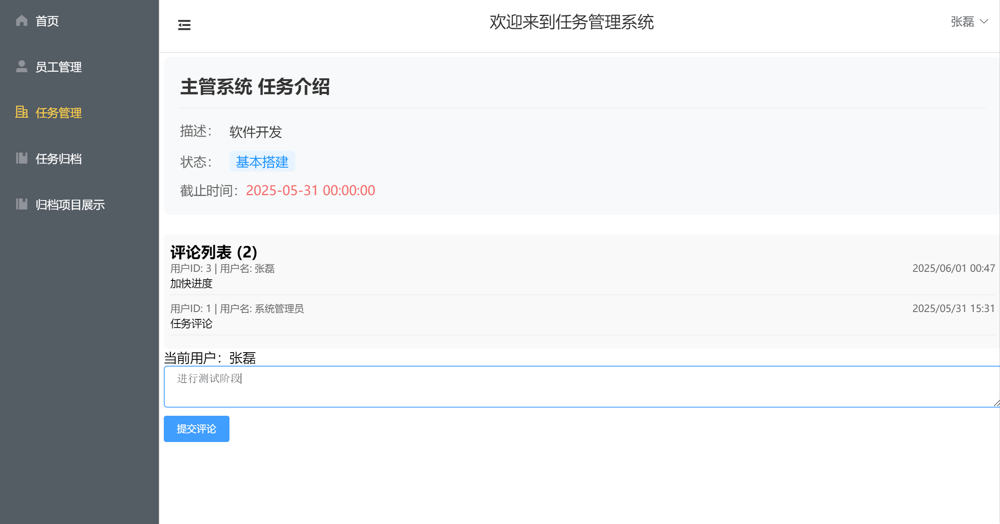 首页
员工管理
任务管理
任务归档
归档项目展示
欢迎来到任务管理系统
张磊
主管系统 任务介绍
描述： 软件开发
状态： 基本搭建
截止时间：2025-05-31 00:00:00
评论列表 (2)
用户ID: 3 | 用户名: 张磊 2025/06/01 00:47
加快进度
用户ID: 1 | 用户名: 系统管理员 2025/05/31 15:31
任务评论
当前用户：张磊
进行测试阶段
提交评论